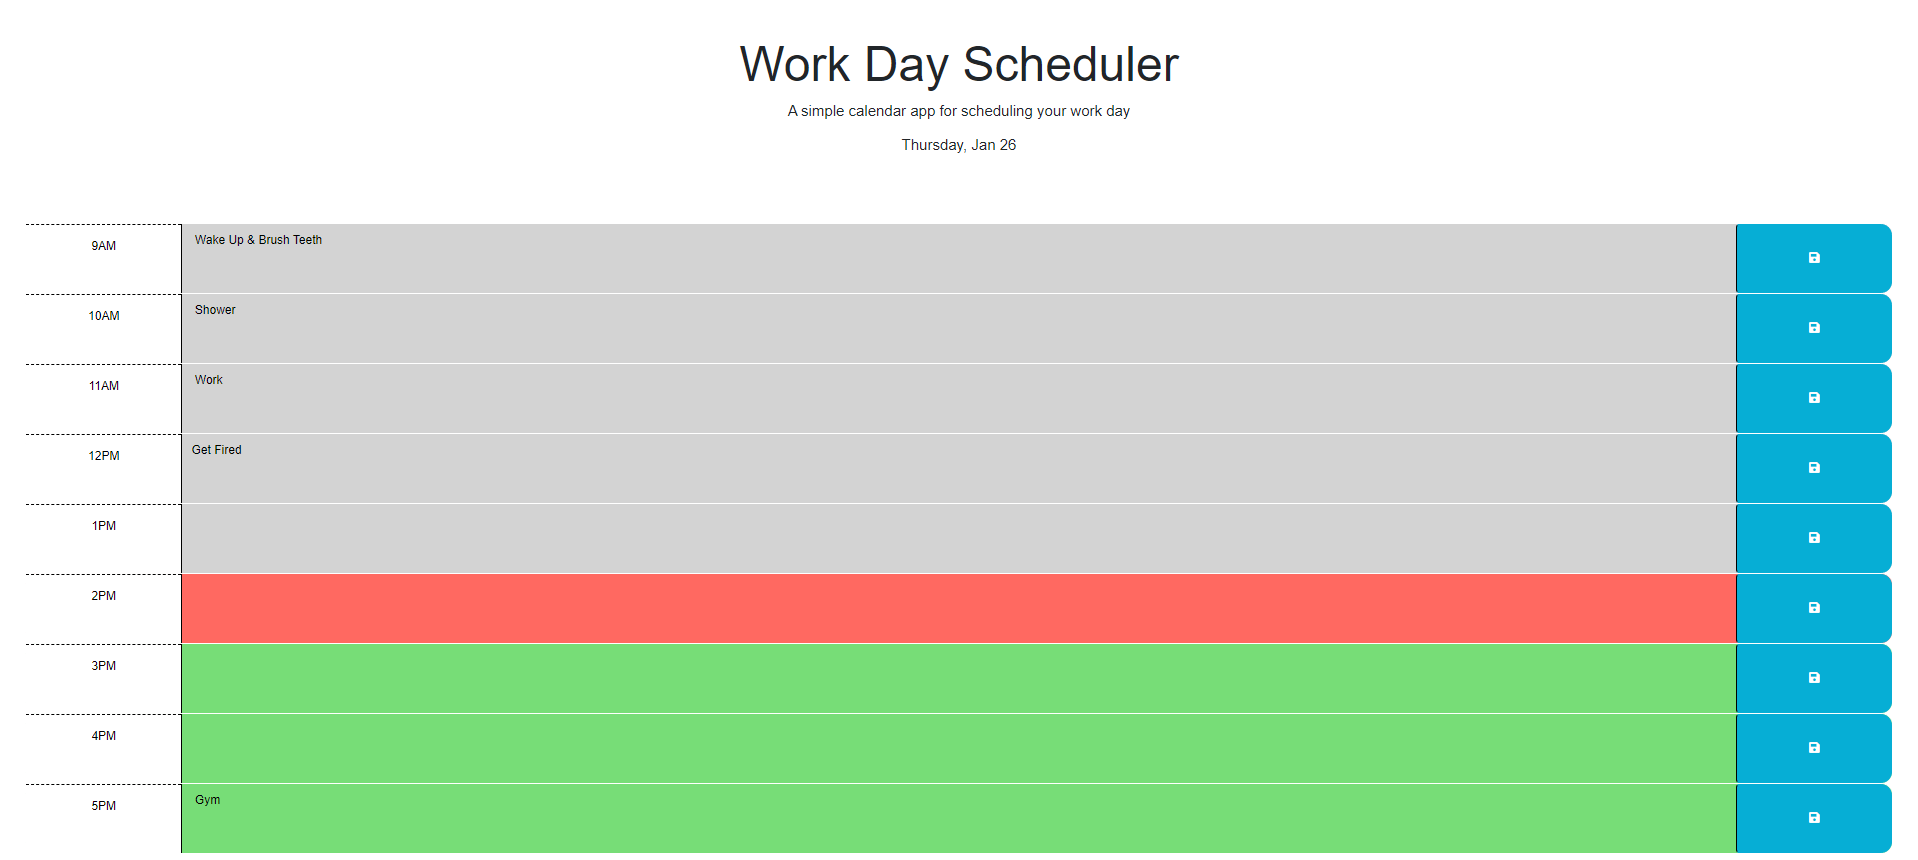 Work Day Scheduler
A simple calendar app for scheduling your work day
Thursday, Jan 26
9AM Wake Up & Brush Teeth
10AM Shower
11AM Work
12PM Get Fired
1PM
2PM
3PM
4PM
5PM Gym